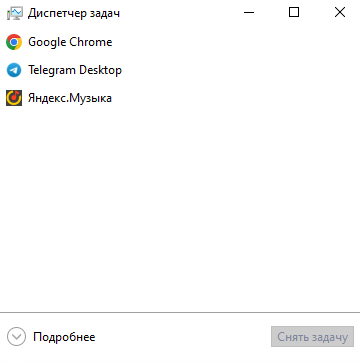 Диспетчер задач
Google Chrome
Telegram Desktop
Яндекс.Музыка
Подробнее
Снять задачу